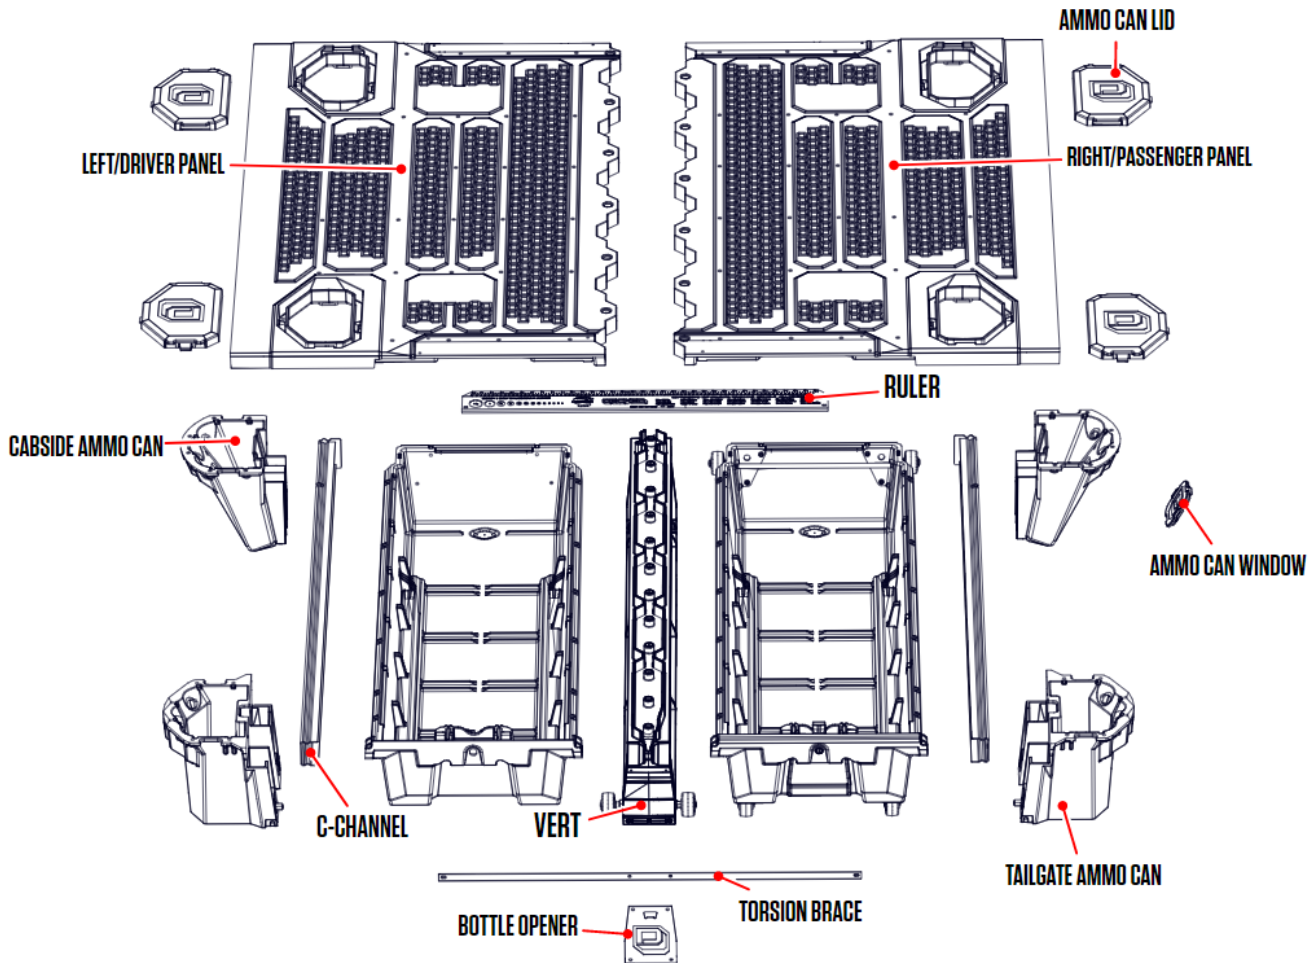 AMMO CAN LID
LEFT/DRIVER PANEL
RIGHT/PASSENGER PANEL
RULER
CABSIDE AMMO CAN
AMMO CAN WINDOW
C-CHANNEL
VERT
TAILGATE AMMO CAN
TORSION BRACE
BOTTLE OPENER